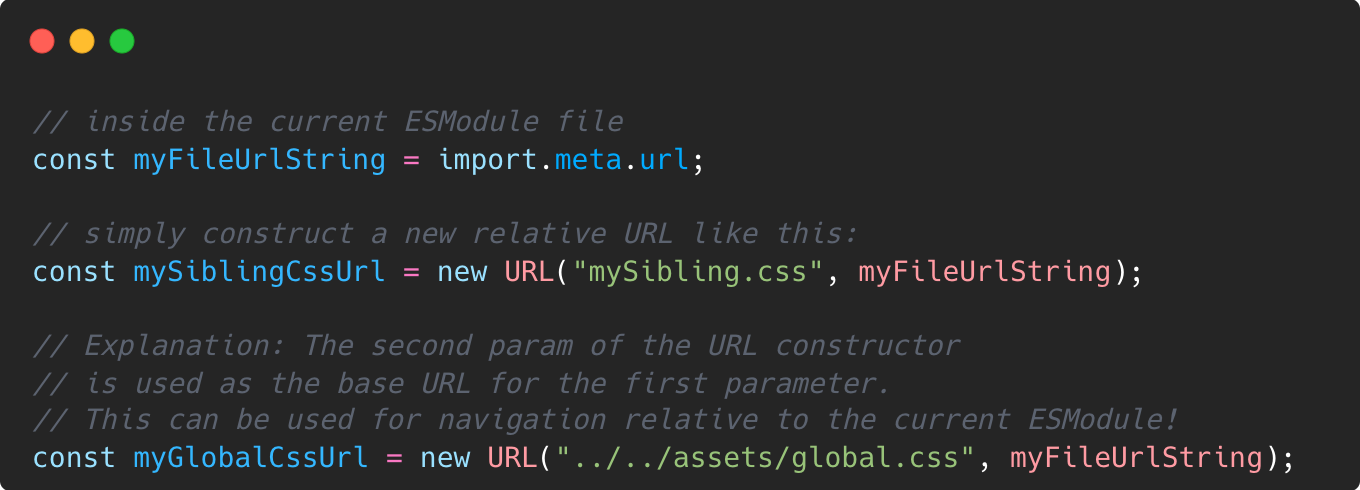 // inside the current ESModule file
const myFileUrlString = import.meta.url;
// simply construct a new relative URL like this:
const mySiblingCssUrl = new URL("mySibling.css", myFileUrlString);
// Explanation: The second param of the URL constructor
// is used as the base URL for the first parameter.
// This can be used for navigation relative to the current ESModule!
const myGlobalCssUrl = new URL("../../assets/global.css", myFileUrlString);